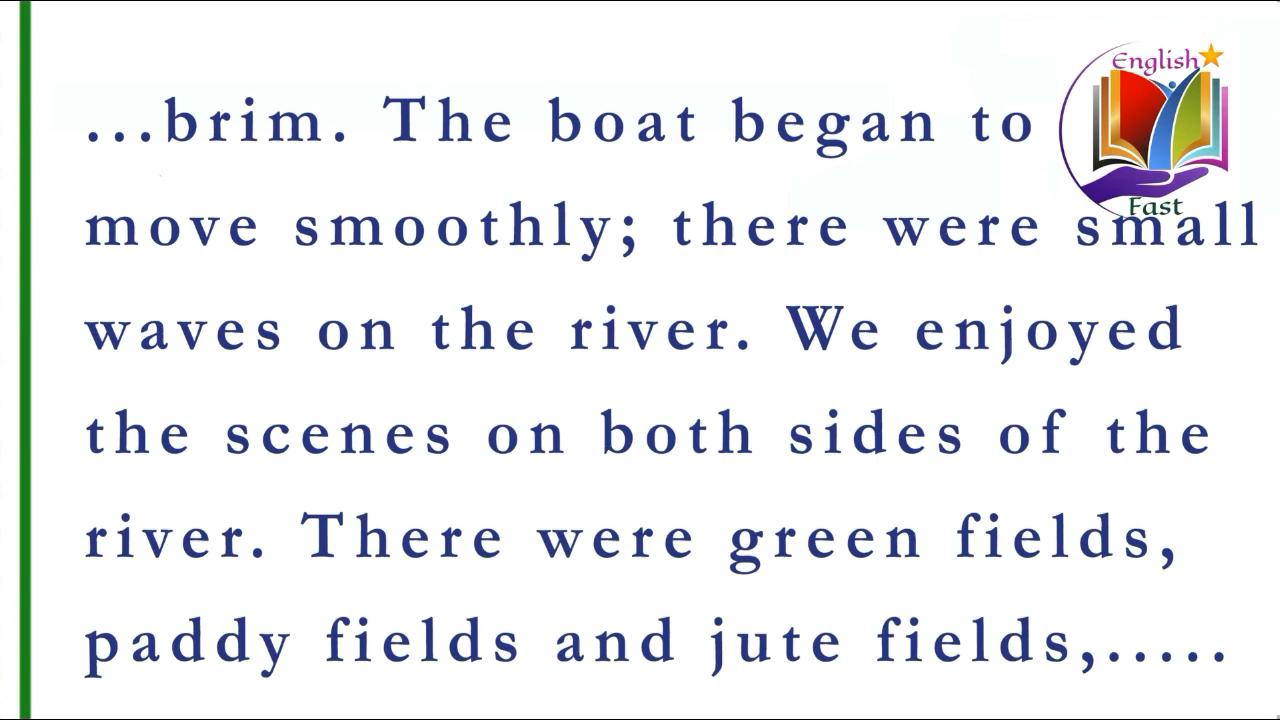 English
...brim. The boat began to
Fast
move smoothly; there were small
waves on the river. We enjoyed
the scenes on both sides of the
river. There were green fields,
paddy fields and jute fields,.....